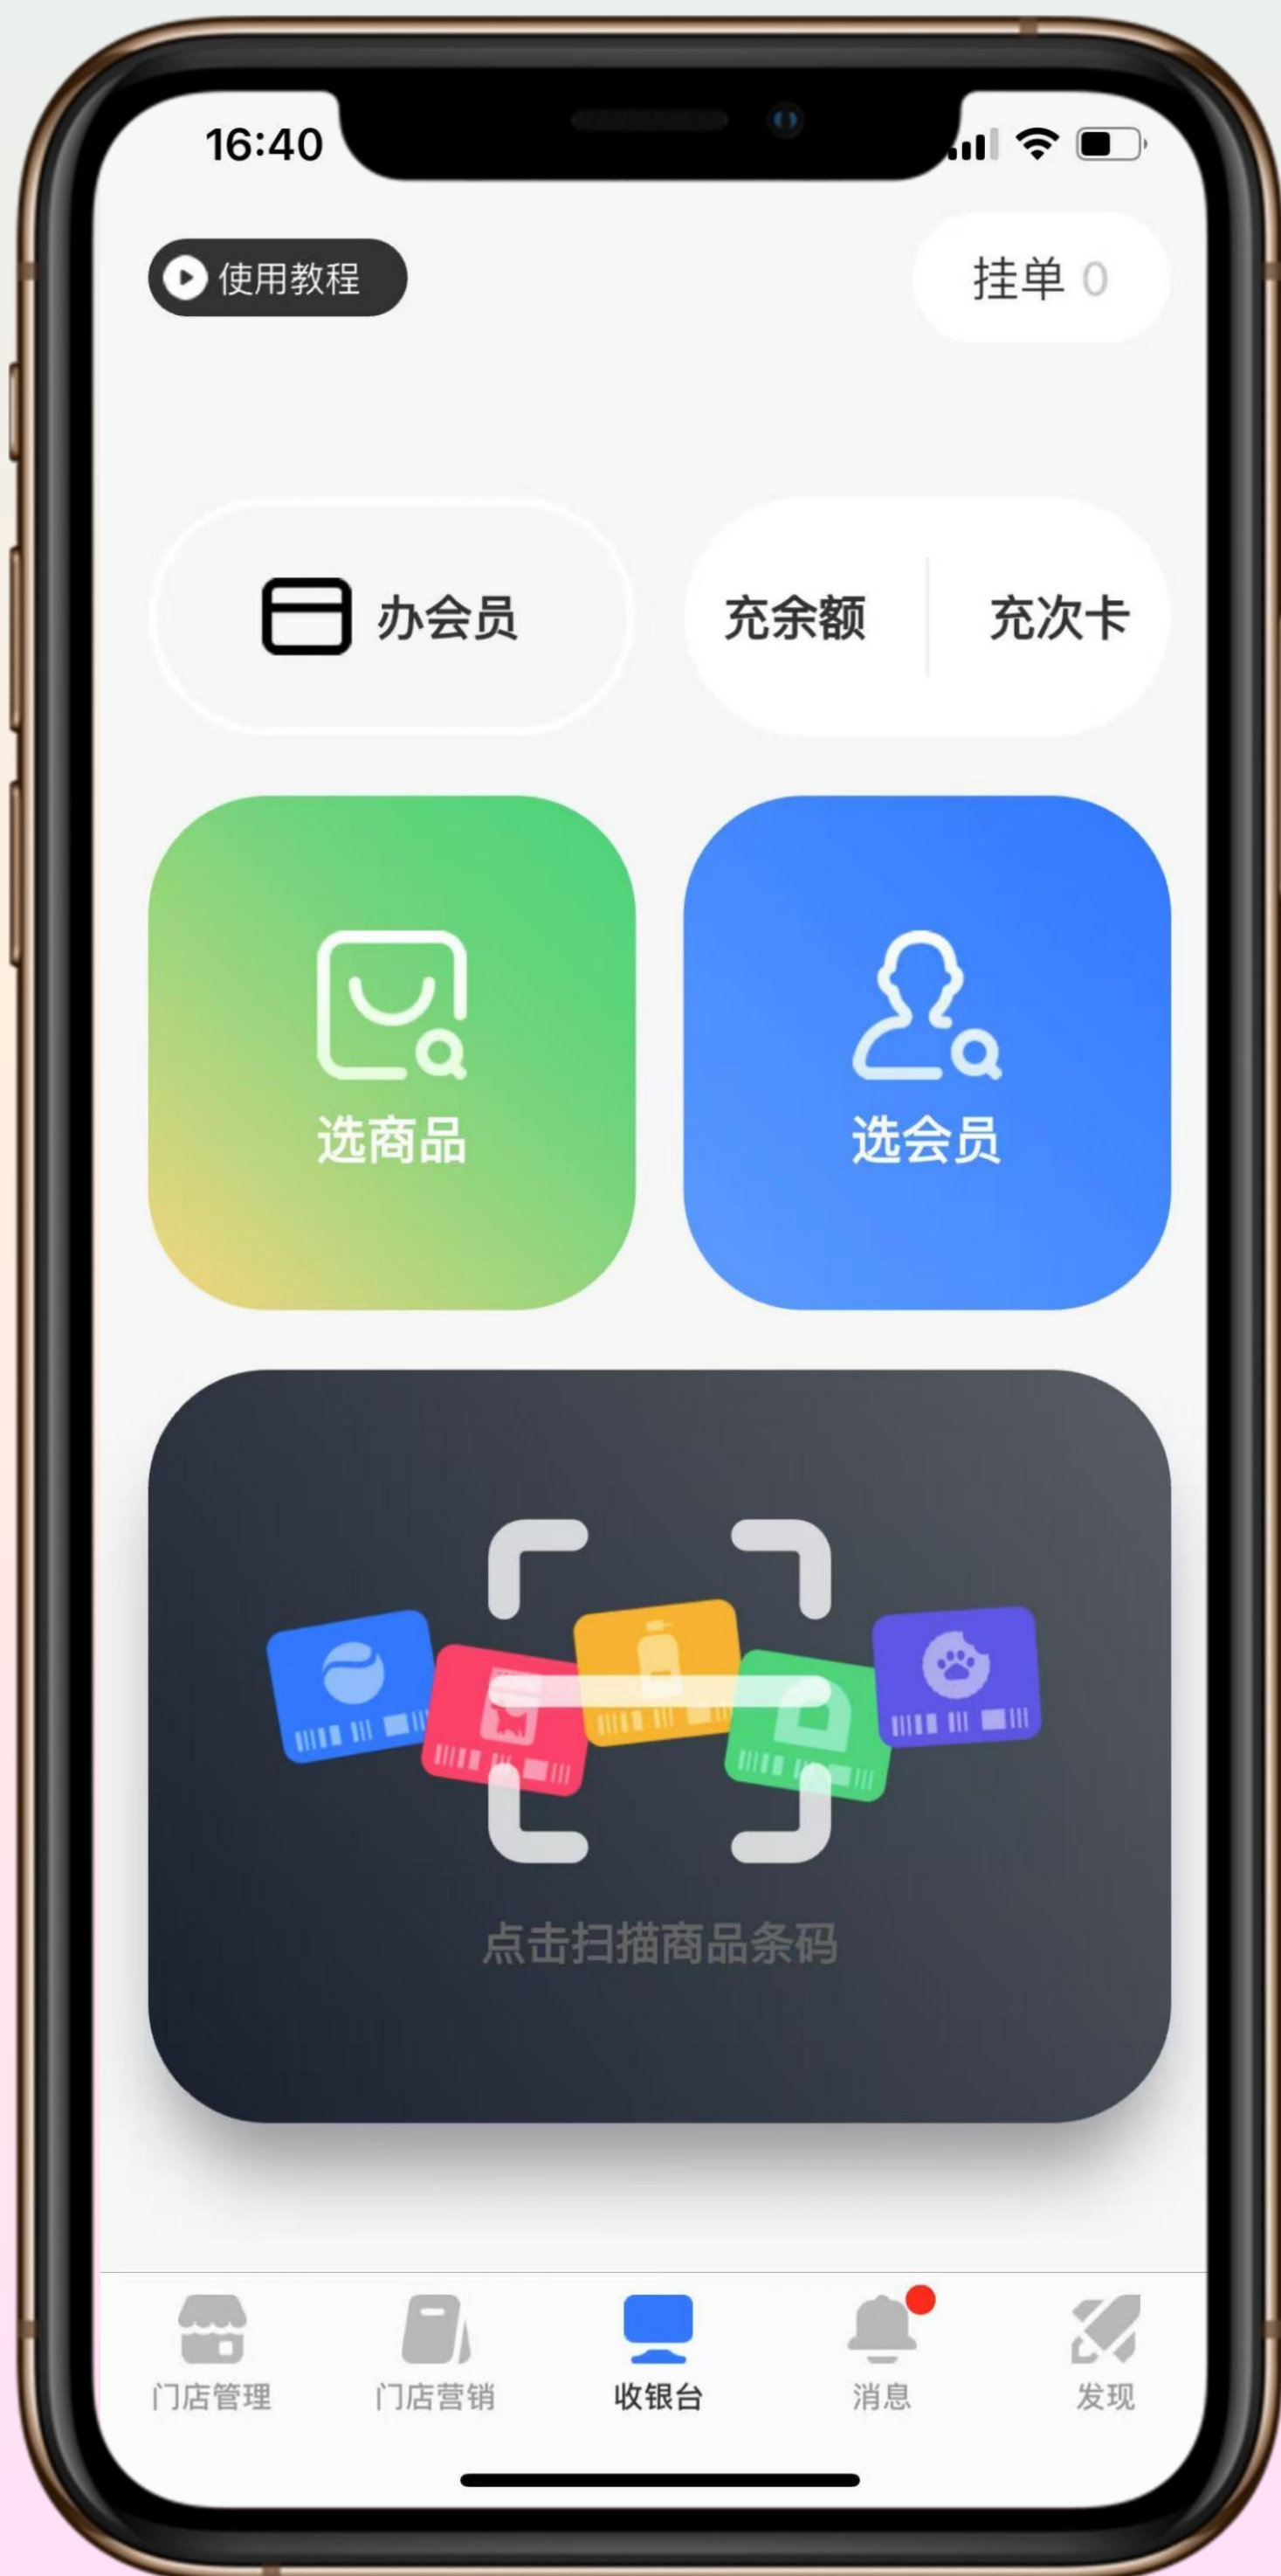 16:40
使用教程
挂单 0
办会员
充余额
充次卡
选商品
选会员
点击扫描商品条码
门店管理
门店营销
收银台
消息
发现